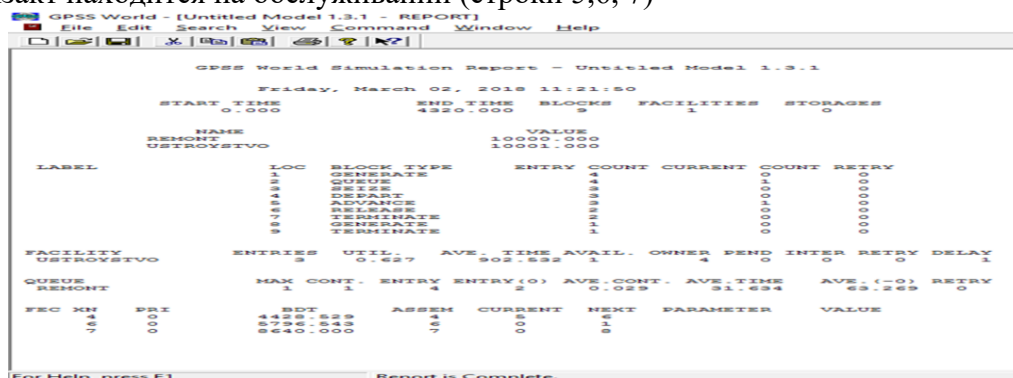 закт находится на обслуживании (строки 5,6, 7)
GPSS World - [Untitled Model 1.3.1 - REPORT]
File Edit Search View Command Window Help
GPSS World Simulation Report - Untitled Model 1.3.1
Friday, March 02, 2018 11:21:50
START TIME END TIME BLOCKS FACILITIES STORAGES
0.000 4320.000 9 1 0
NAME VALUE
REMONT 10000.000
USTROYSTVO 10001.000
LABEL LOC BLOCK TYPE ENTRY COUNT CURRENT COUNT RETRY
1 GENERATE 4 0 0
2 QUEUE 4 1 0
3 SEIZE 3 0 0
4 DEPART 3 0 0
5 ADVANCE 3 1 0
6 RELEASE 2 0 0
7 TERMINATE 2 0 0
8 GENERATE 1 0 0
9 TERMINATE 1 0 0
FACILITY ENTRIES UTIL. AVE. TIME AVAIL. OWNER PEND INTER RETRY DELAY
USTROYSTVO 3 0.627 902.532 1 4 0 0 0 1
QUEUE MAX CONT. ENTRY ENTRY(0) AVE.CONT. AVE.TIME AVE.(-0) RETRY
REMONT 1 1 4 2 0.029 31.634 63.269 0
FEC XN PRI BDT ASSEM CURRENT NEXT PARAMETER VALUE
4 0 4428.529 4 5 6
6 0 5796.543 6 0 1
7 0 8640.000 7 0 8
For Help, press F1 Report is Complete.